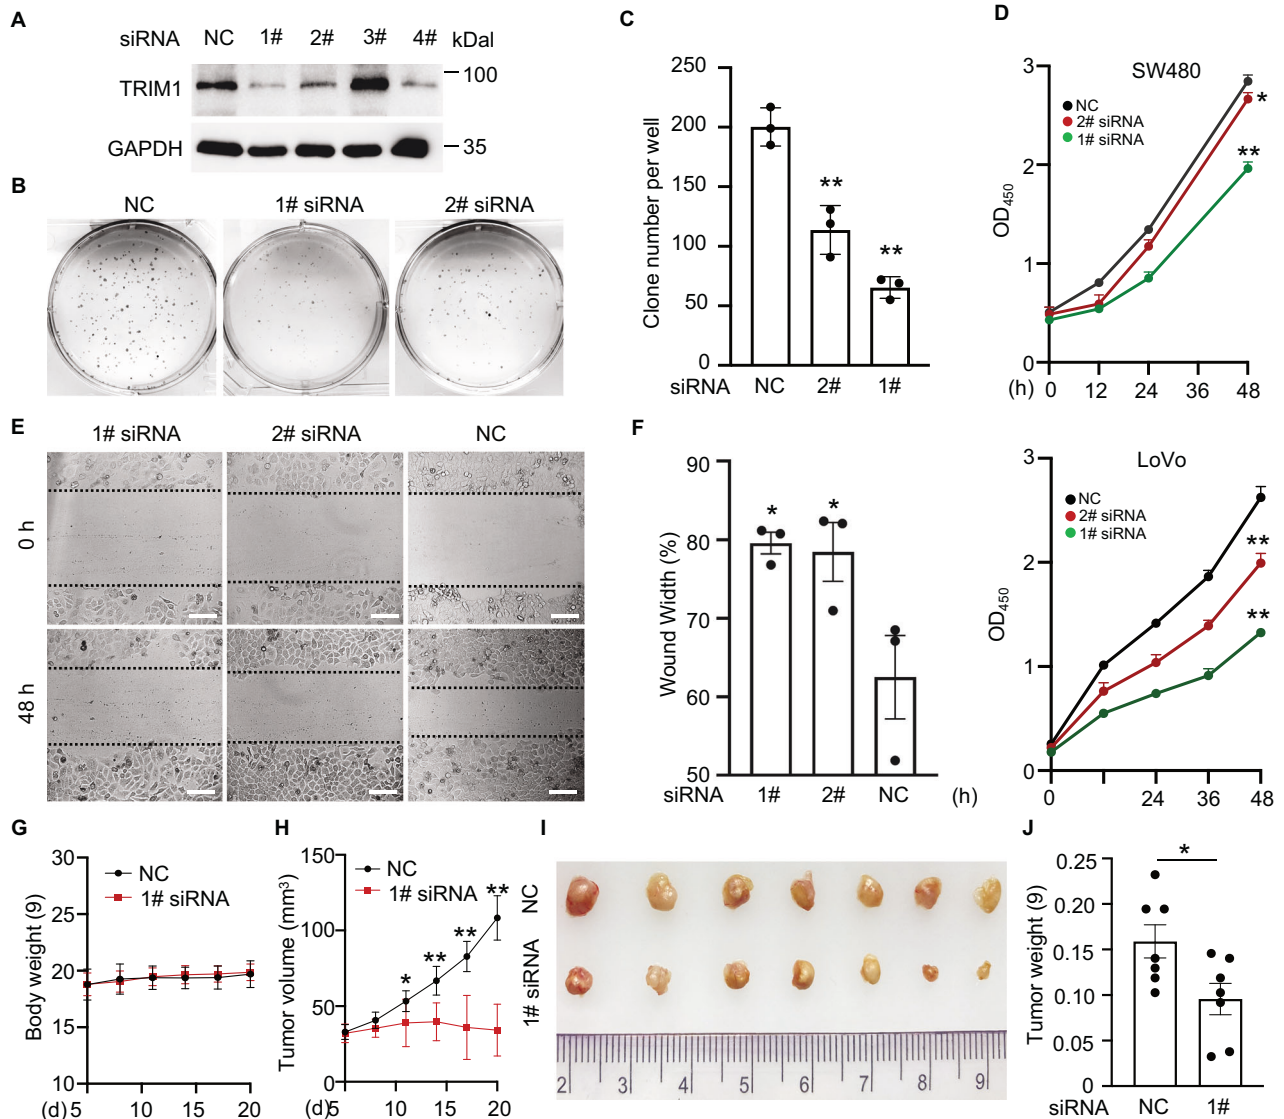 A
siRNA NC 1# 2# 3# 4# kDal
TRIM1
100
GAPDH
35
B
NC 1# siRNA 2# siRNA
C
Clone number per well
250
200
150
100
50
0
**
**
siRNA NC 2# 1#
D
SW480
NC
2# siRNA
1# siRNA
OD450
3
2
1
0
*
**
(h) 0 12 24 48
LoVo
NC
2# siRNA
1# siRNA
OD450
3
2
1
0
**
**
(h) 0 12 24 36 48
E
1# siRNA 2# siRNA NC
0 h
48 h
F
Wound Width (%)
90
80
70
60
50
*
*
siRNA 1# 2# NC
G
NC
1# siRNA
Body weight (9)
30
20
15
10
(d) 5 10 15 20
H
NC
1# siRNA
Tumor volume (mm³)
150
100
50
0
*
**
**
**
(d) 5 10 15 20
I
NC
1# siRNA
2 3 4 5 6 7 8 9
J
Tumor weight (9)
0.25
0.20
0.15
0.10
0.05
0
*
siRNA NC 1#